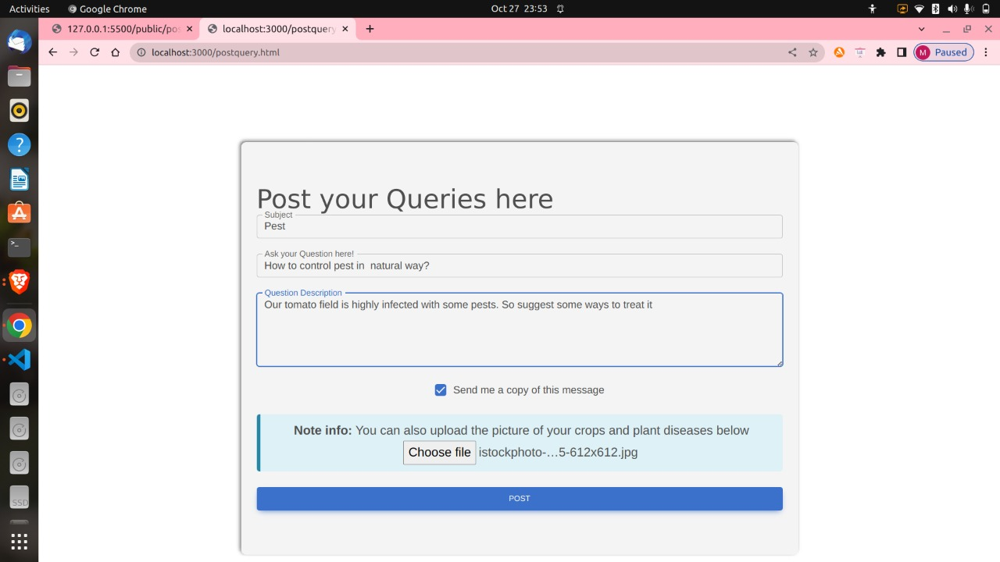 Activities
Google Chrome
Oct 27 23:53
127.0.0.1:5500/public/pos
localhost:3000/postquery
localhost:3000/postquery.html
M
Paused
Post your Queries here
Subject
Pest
Ask your Question here!
How to control pest in  natural way?
Question Description
Our tomato field is highly infected with some pests. So suggest some ways to treat it
Send me a copy of this message
Note info: You can also upload the picture of your crops and plant diseases below
Choose file istockphoto-…5-612x612.jpg
POST
SSD